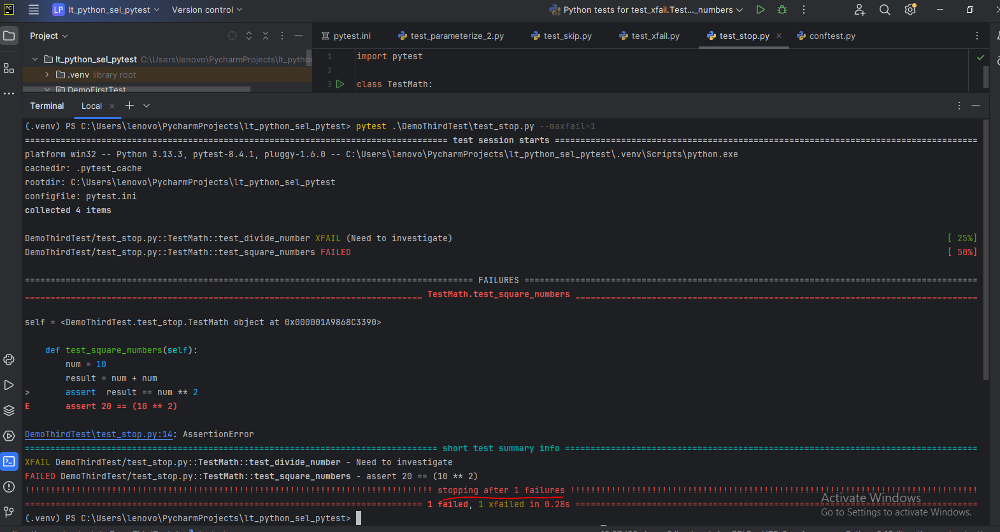 PC LP lt_python_sel_pytest Version control Python tests for test_xfail.Test..._numbers
Project pytest.ini test_parameterize_2.py test_skip.py test_xfail.py test_stop.py conftest.py
lt_python_sel_pytest C:\Users\lenovo\PycharmProjects\lt_pytho
.venv library root
DemoFirstTest
1 import pytest
2
3 class TestMath:
Terminal Local
(.venv) PS C:\Users\lenovo\PycharmProjects\lt_python_sel_pytest> pytest .\DemoThirdTest\test_stop.py --maxfail=1
=================================================================================== test session starts ===================================================================================
platform win32 -- Python 3.13.3, pytest-8.4.1, pluggy-1.6.0 -- C:\Users\lenovo\PycharmProjects\lt_python_sel_pytest\.venv\Scripts\python.exe
cachedir: .pytest_cache
rootdir: C:\Users\lenovo\PycharmProjects\lt_python_sel_pytest
configfile: pytest.ini
collected 4 items
DemoThirdTest/test_stop.py::TestMath::test_divide_number XFAIL (Need to investigate) [ 25%]
DemoThirdTest/test_stop.py::TestMath::test_square_numbers FAILED [ 50%]
======================================================================================== FAILURES =========================================================================================
______________________________________________________________________________ TestMath.test_square_numbers _______________________________________________________________________________
self = <DemoThirdTest.test_stop.TestMath object at 0x000001A9868C3390>
def test_square_numbers(self):
num = 10
result = num + num
> assert result == num ** 2
E assert 20 == (10 ** 2)
DemoThirdTest\test_stop.py:14: AssertionError
================================================================================= short test summary info =================================================================================
XFAIL DemoThirdTest/test_stop.py::TestMath::test_divide_number - Need to investigate
FAILED DemoThirdTest/test_stop.py::TestMath::test_square_numbers - assert 20 == (10 ** 2)
!!!!!!!!!!!!!!!!!!!!!!!!!!!!!!!!!!!!!!!!!!!!!!!!!!!!!!!!!!!!!!!!!!!!!!!!!!!!!!!! stopping after 1 failures !!!!!!!!!!!!!!!!!!!!!!!!!!!!!!!!!!!!!!!!!!!!!!!!!!!!!!!!!!!!!!!!!!!!!!!!!!!!!!!!
============================================================================== 1 failed, 1 xfailed in 0.28s ===============================================================================
(.venv) PS C:\Users\lenovo\PycharmProjects\lt_python_sel_pytest>
Activate Windows
Go to Settings to activate Windows.